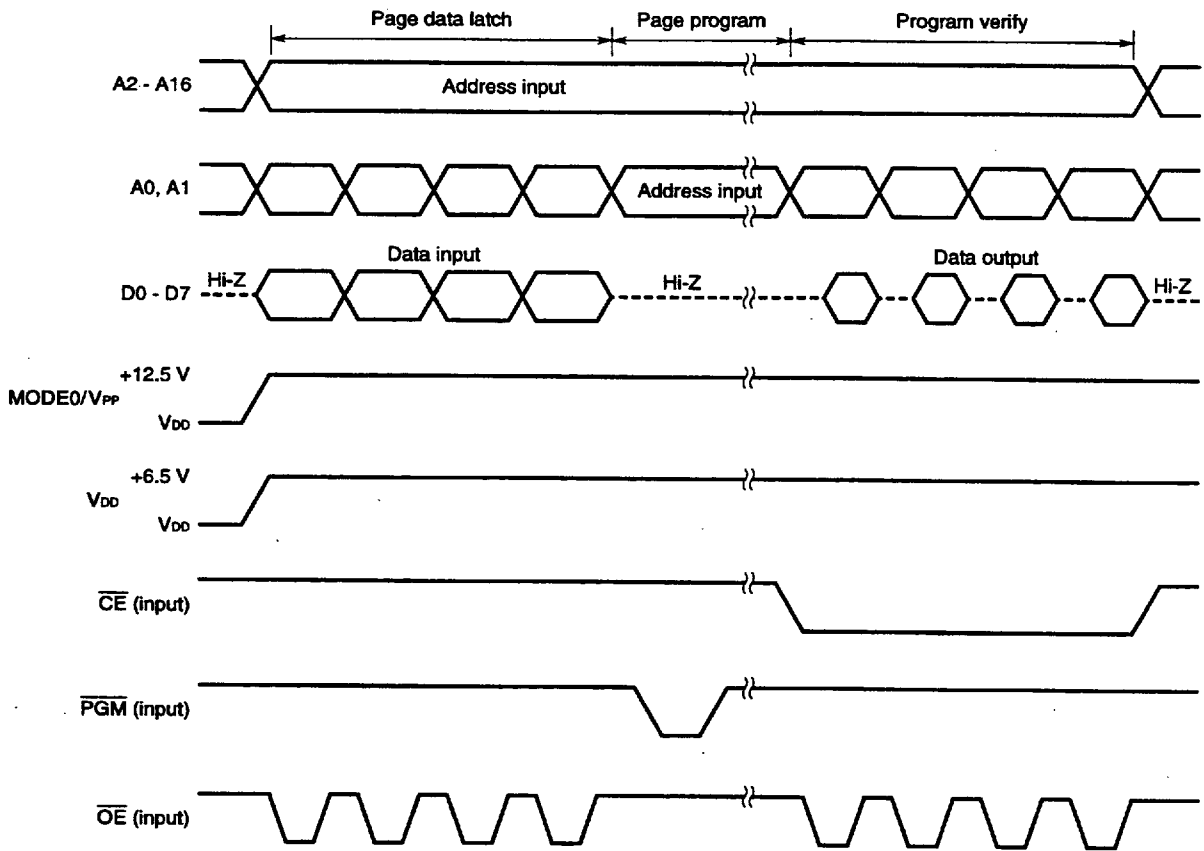 Page data latch Page program Program verify
A2 - A16 Address input
A0, A1 Address input
Data input Data output
D0 - D7 Hi-Z Hi-Z Hi-Z
+12.5 V
MODE0/VPP
VDD
+6.5 V
VDD
VDD
CE (input)
PGM (input)
OE (input)